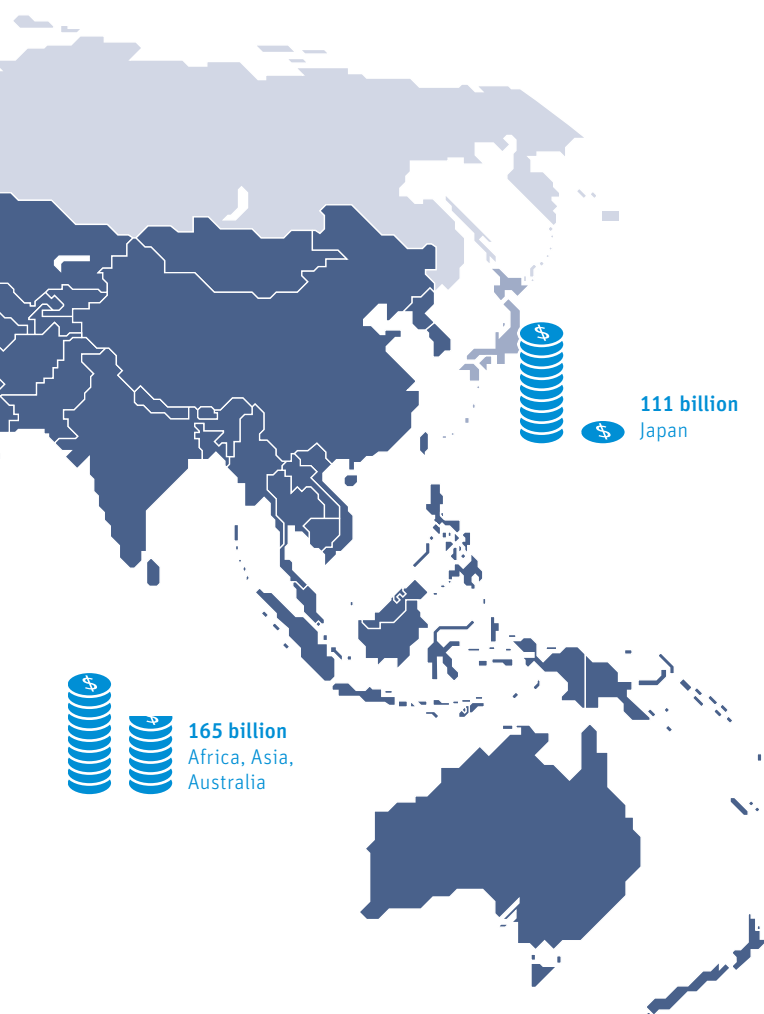 $
$
111 billion
Japan
$
$
165 billion
Africa, Asia,
Australia